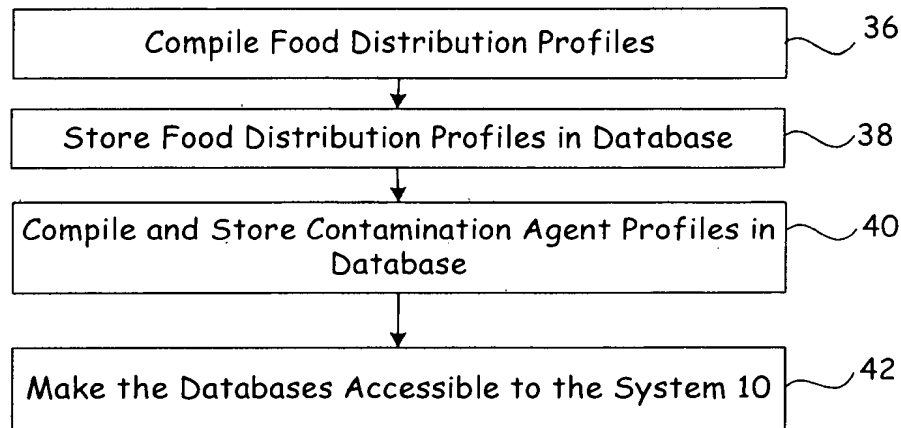 Compile Food Distribution Profiles
36
Store Food Distribution Profiles in Database
38
Compile and Store Contamination Agent Profiles in
Database
40
Make the Databases Accessible to the System 10
42